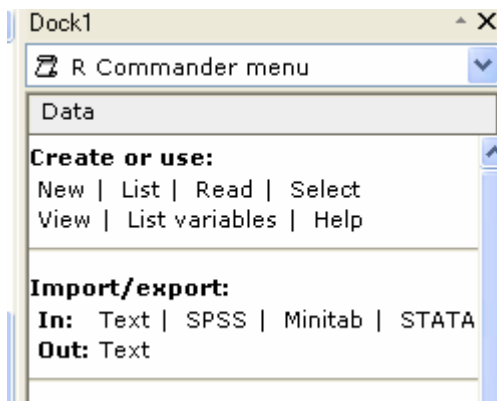 Dock1
R Commander menu
Data
Create or use:
New | List | Read | Select
View | List variables | Help
Import/export:
In: Text | SPSS | Minitab | STATA
Out: Text